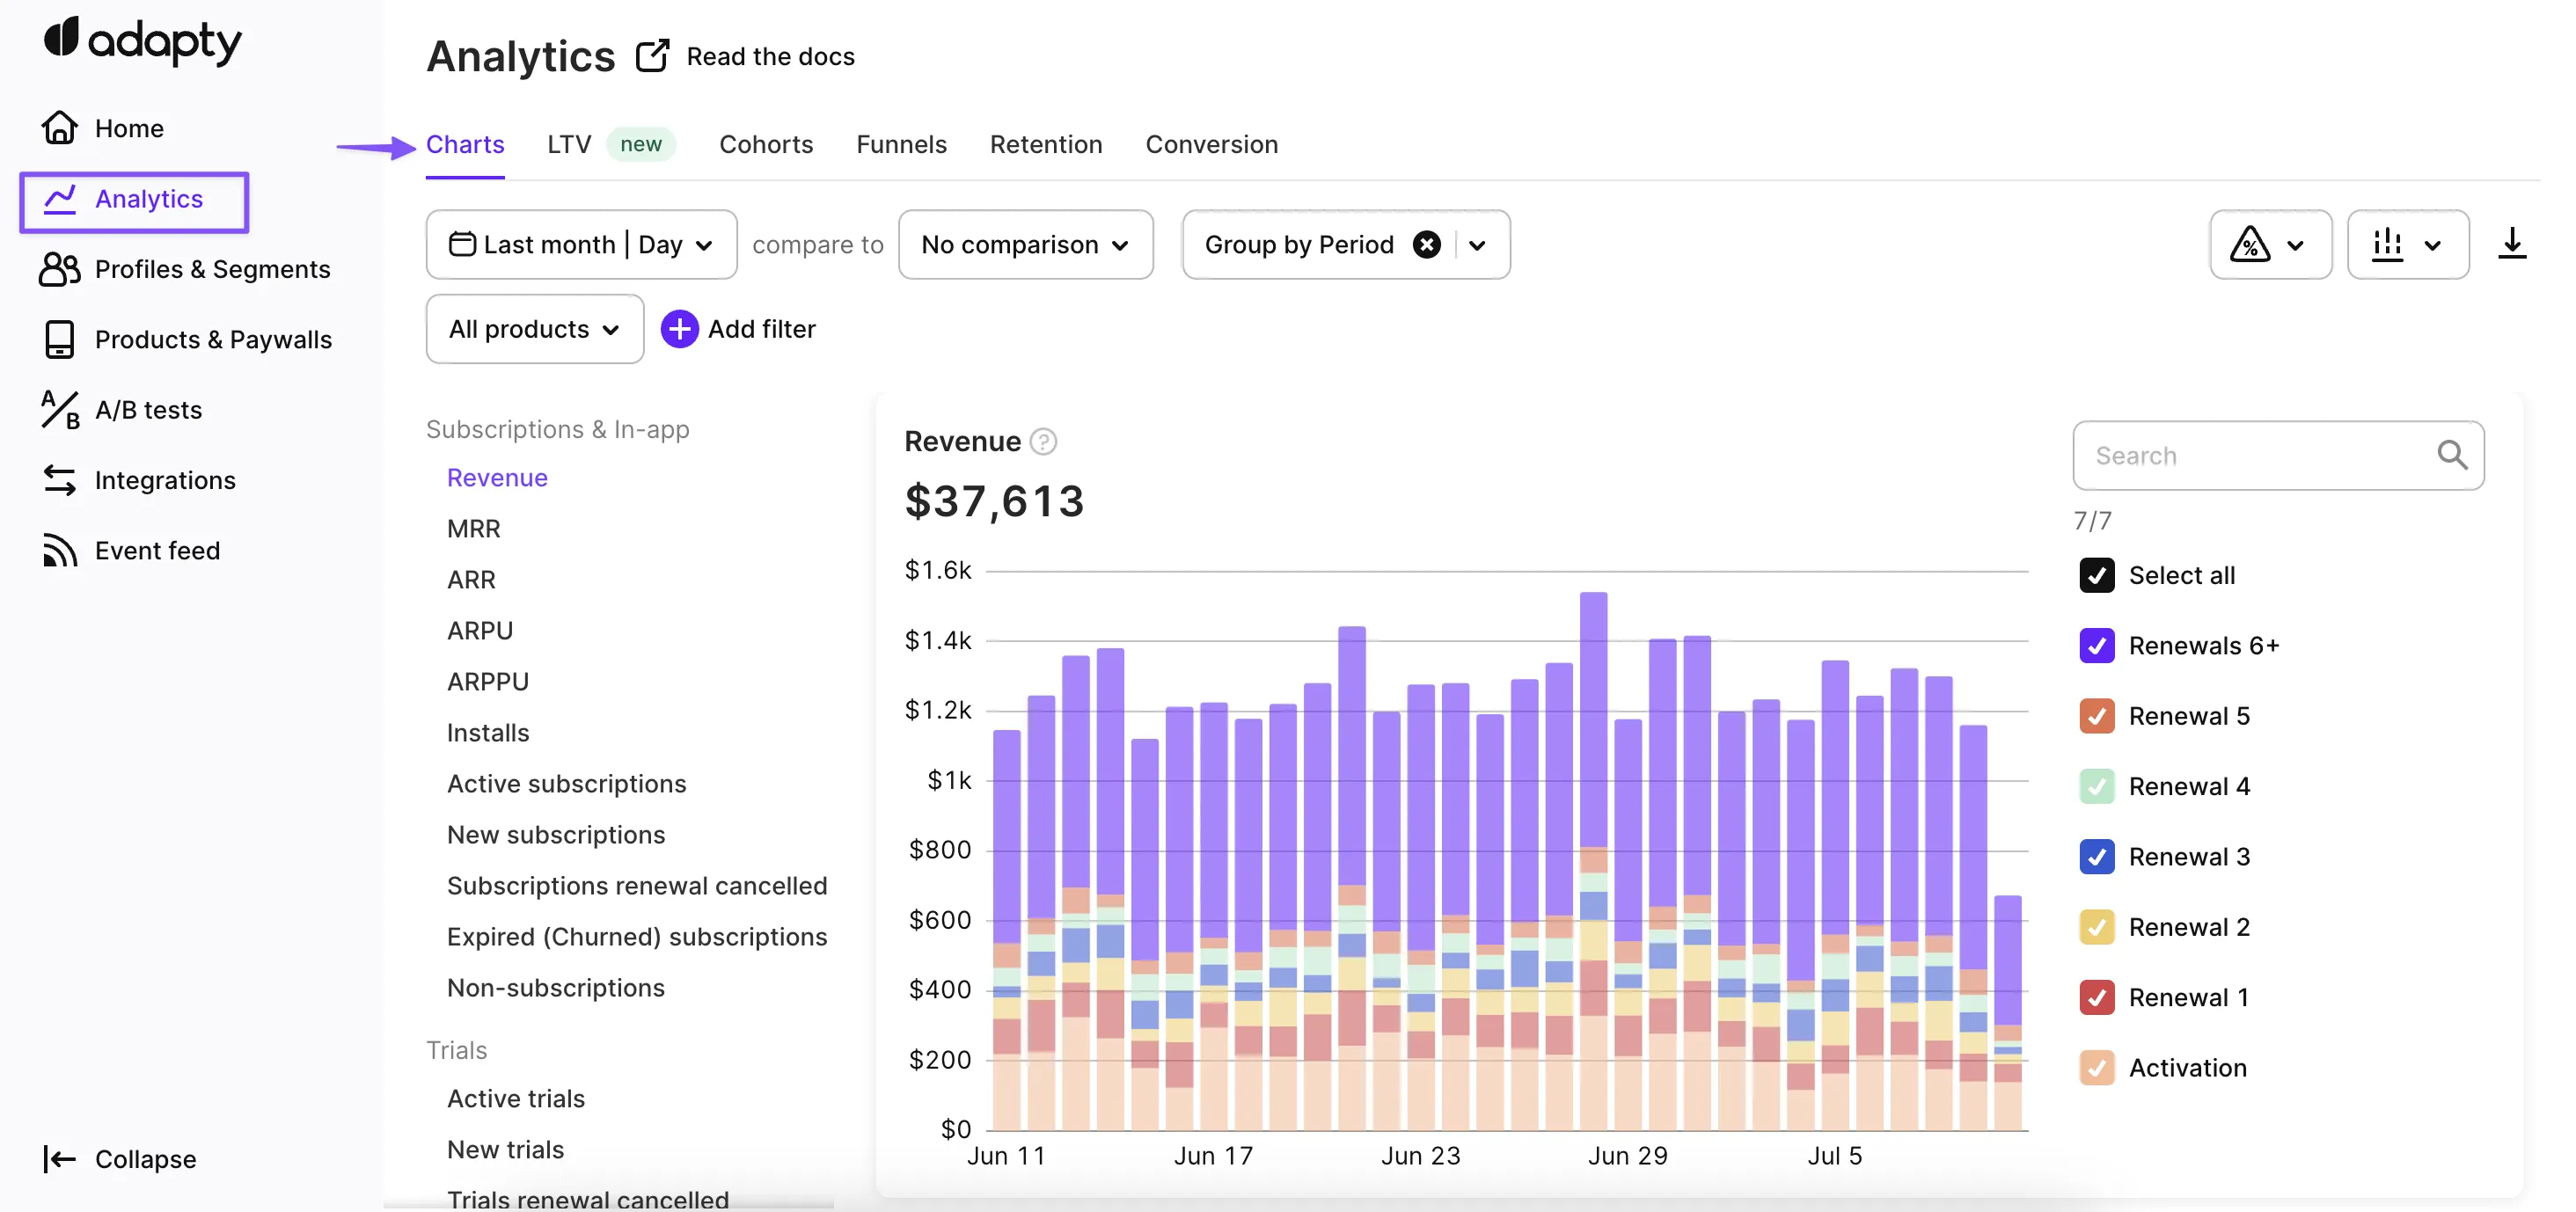 adapty
Home
Analytics
Profiles & Segments
Products & Paywalls
A/B tests
Integrations
Event feed
Collapse
Analytics Read the docs
Charts LTV new Cohorts Funnels Retention Conversion
Last month | Day compare to No comparison Group by Period
All products Add filter
Subscriptions & In-app
Revenue
MRR
ARR
ARPU
ARPPU
Installs
Active subscriptions
New subscriptions
Subscriptions renewal cancelled
Expired (Churned) subscriptions
Non-subscriptions
Trials
Active trials
New trials
Trials renewal cancelled
Revenue ?
$37,613
$1.6k
$1.4k
$1.2k
$1k
$800
$600
$400
$200
$0
Jun 11 Jun 17 Jun 23 Jun 29 Jul 5
Search
7/7
Select all
Renewals 6+
Renewal 5
Renewal 4
Renewal 3
Renewal 2
Renewal 1
Activation